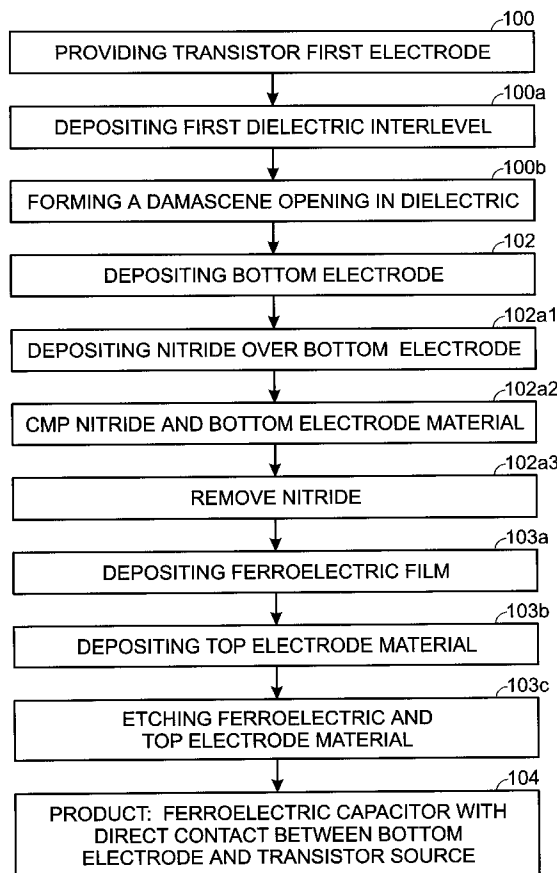 100
PROVIDING TRANSISTOR FIRST ELECTRODE
100a
DEPOSITING FIRST DIELECTRIC INTERLEVEL
100b
FORMING A DAMASCENE OPENING IN DIELECTRIC
102
DEPOSITING BOTTOM ELECTRODE
102a1
DEPOSITING NITRIDE OVER BOTTOM ELECTRODE
102a2
CMP NITRIDE AND BOTTOM ELECTRODE MATERIAL
102a3
REMOVE NITRIDE
103a
DEPOSITING FERROELECTRIC FILM
103b
DEPOSITING TOP ELECTRODE MATERIAL
103c
ETCHING FERROELECTRIC AND
TOP ELECTRODE MATERIAL
104
PRODUCT: FERROELECTRIC CAPACITOR WITH
DIRECT CONTACT BETWEEN BOTTOM
ELECTRODE AND TRANSISTOR SOURCE